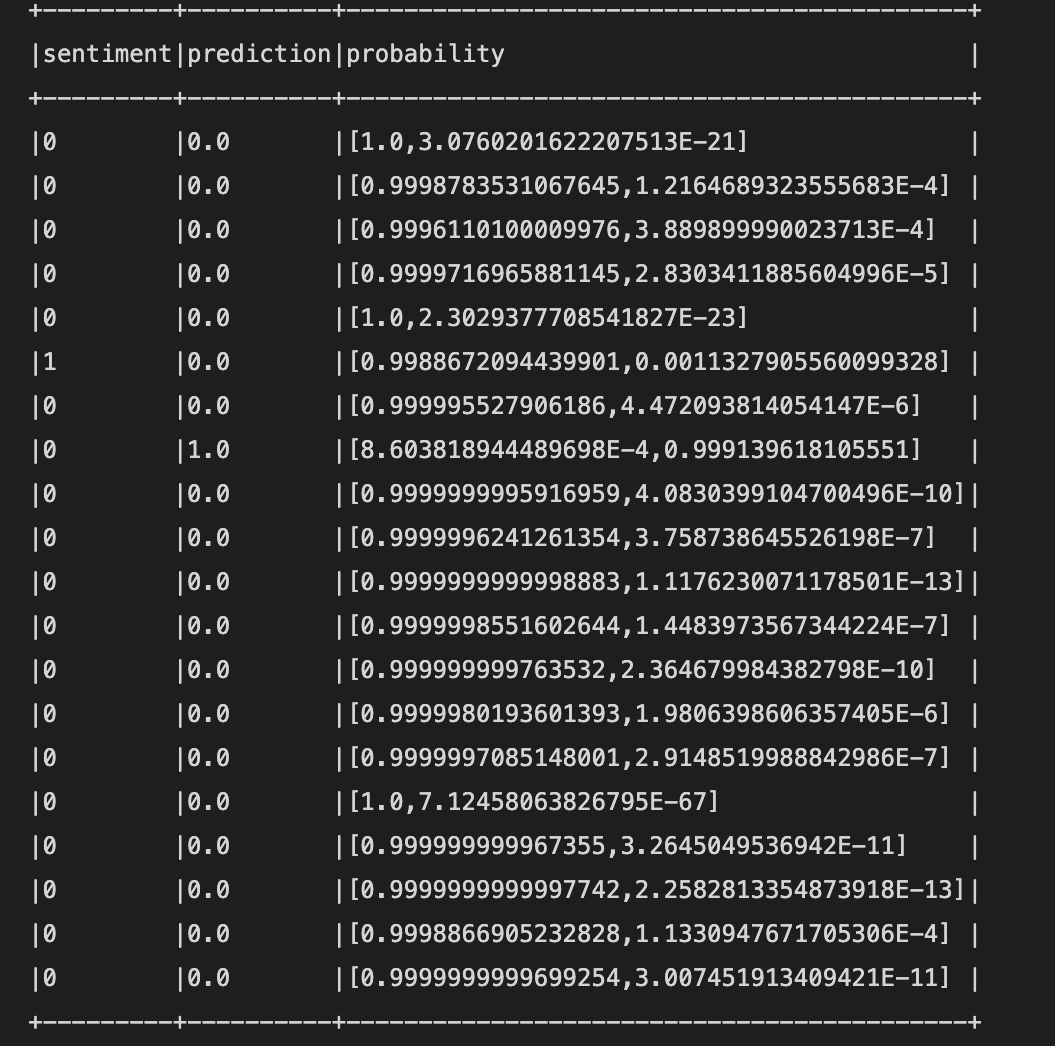 +---------+----------+-------------------------------------------+
|sentiment|prediction|probability                                |
+---------+----------+-------------------------------------------+
|0        |0.0       |[1.0,3.0760201622207513E-21]               |
|0        |0.0       |[0.9998783531067645,1.2164689323555683E-4] |
|0        |0.0       |[0.9996110100009976,3.889899990023713E-4]  |
|0        |0.0       |[0.9999716965881145,2.8303411885604996E-5] |
|0        |0.0       |[1.0,2.3029377708541827E-23]               |
|1        |0.0       |[0.9988672094439901,0.0011327905560099328] |
|0        |0.0       |[0.999995527906186,4.472093814054147E-6]   |
|0        |1.0       |[8.603818944489698E-4,0.999139618105551]   |
|0        |0.0       |[0.9999999995916959,4.0830399104700496E-10]|
|0        |0.0       |[0.9999996241261354,3.758738645526198E-7]  |
|0        |0.0       |[0.9999999999998883,1.1176230071178501E-13]|
|0        |0.0       |[0.9999998551602644,1.4483973567344224E-7] |
|0        |0.0       |[0.999999999763532,2.364679984382798E-10]  |
|0        |0.0       |[0.9999980193601393,1.9806398606357405E-6] |
|0        |0.0       |[0.9999997085148001,2.9148519988842986E-7] |
|0        |0.0       |[1.0,7.12458063826795E-67]                 |
|0        |0.0       |[0.999999999967355,3.2645049536942E-11]    |
|0        |0.0       |[0.9999999999997742,2.2582813354873918E-13]|
|0        |0.0       |[0.9998866905232828,1.1330947671705306E-4] |
|0        |0.0       |[0.9999999999699254,3.007451913409421E-11] |
+---------+----------+-------------------------------------------+